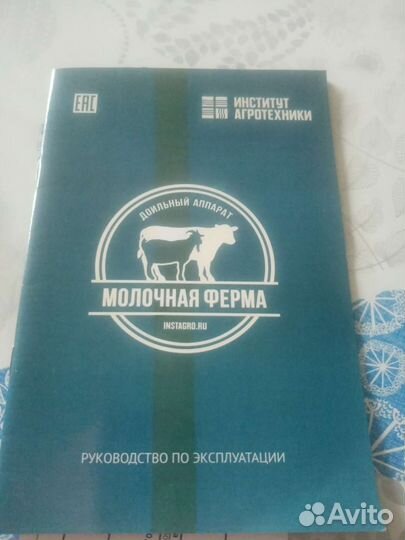 EAC
ИНСТИТУТ
АГРОТЕХНИКИ
ДОИЛЬНЫЙ АППАРАТ
МОЛОЧНАЯ ФЕРМА
INSTAGRO.RU
РУКОВОДСТВО ПО ЭКСПЛУАТАЦИИ
Avito